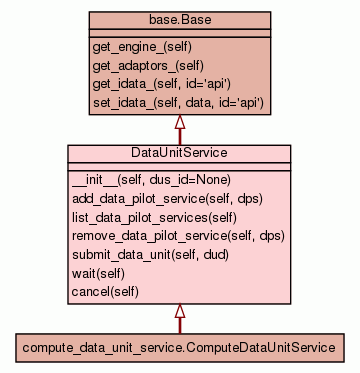 base.Base
get_engine_(self)
get_adaptors_(self)
get_idata_(self, id='api')
set_idata_(self, data, id='api')
DataUnitService
__init__(self, dus_id=None)
add_data_pilot_service(self, dps)
list_data_pilot_services(self)
remove_data_pilot_service(self, dps)
submit_data_unit(self, dud)
wait(self)
cancel(self)
compute_data_unit_service.ComputeDataUnitService